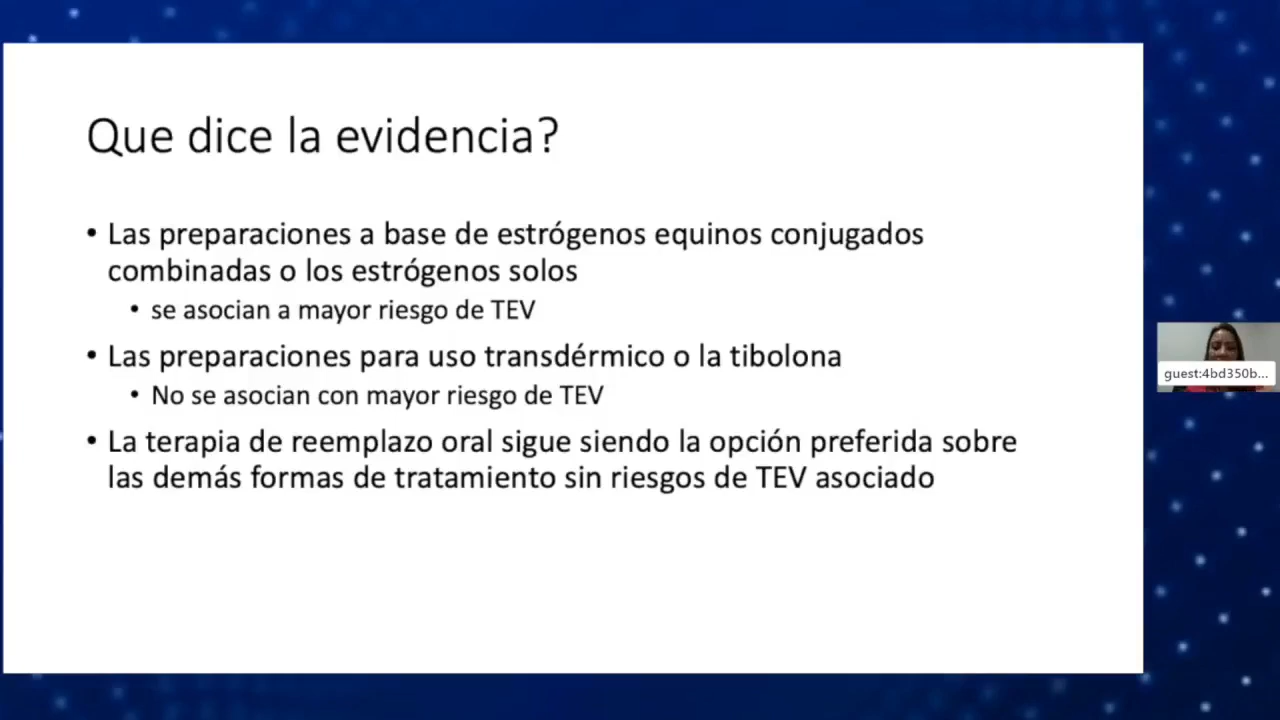 Que dice la evidencia?
• Las preparaciones a base de estrógenos equinos conjugados
combinadas o los estrógenos solos
• se asocian a mayor riesgo de TEV
• Las preparaciones para uso transdérmico o la tibolona
• No se asocian con mayor riesgo de TEV
• La terapia de reemplazo oral sigue siendo la opción preferida sobre
las demás formas de tratamiento sin riesgos de TEV asociado
guest:4bd350b...